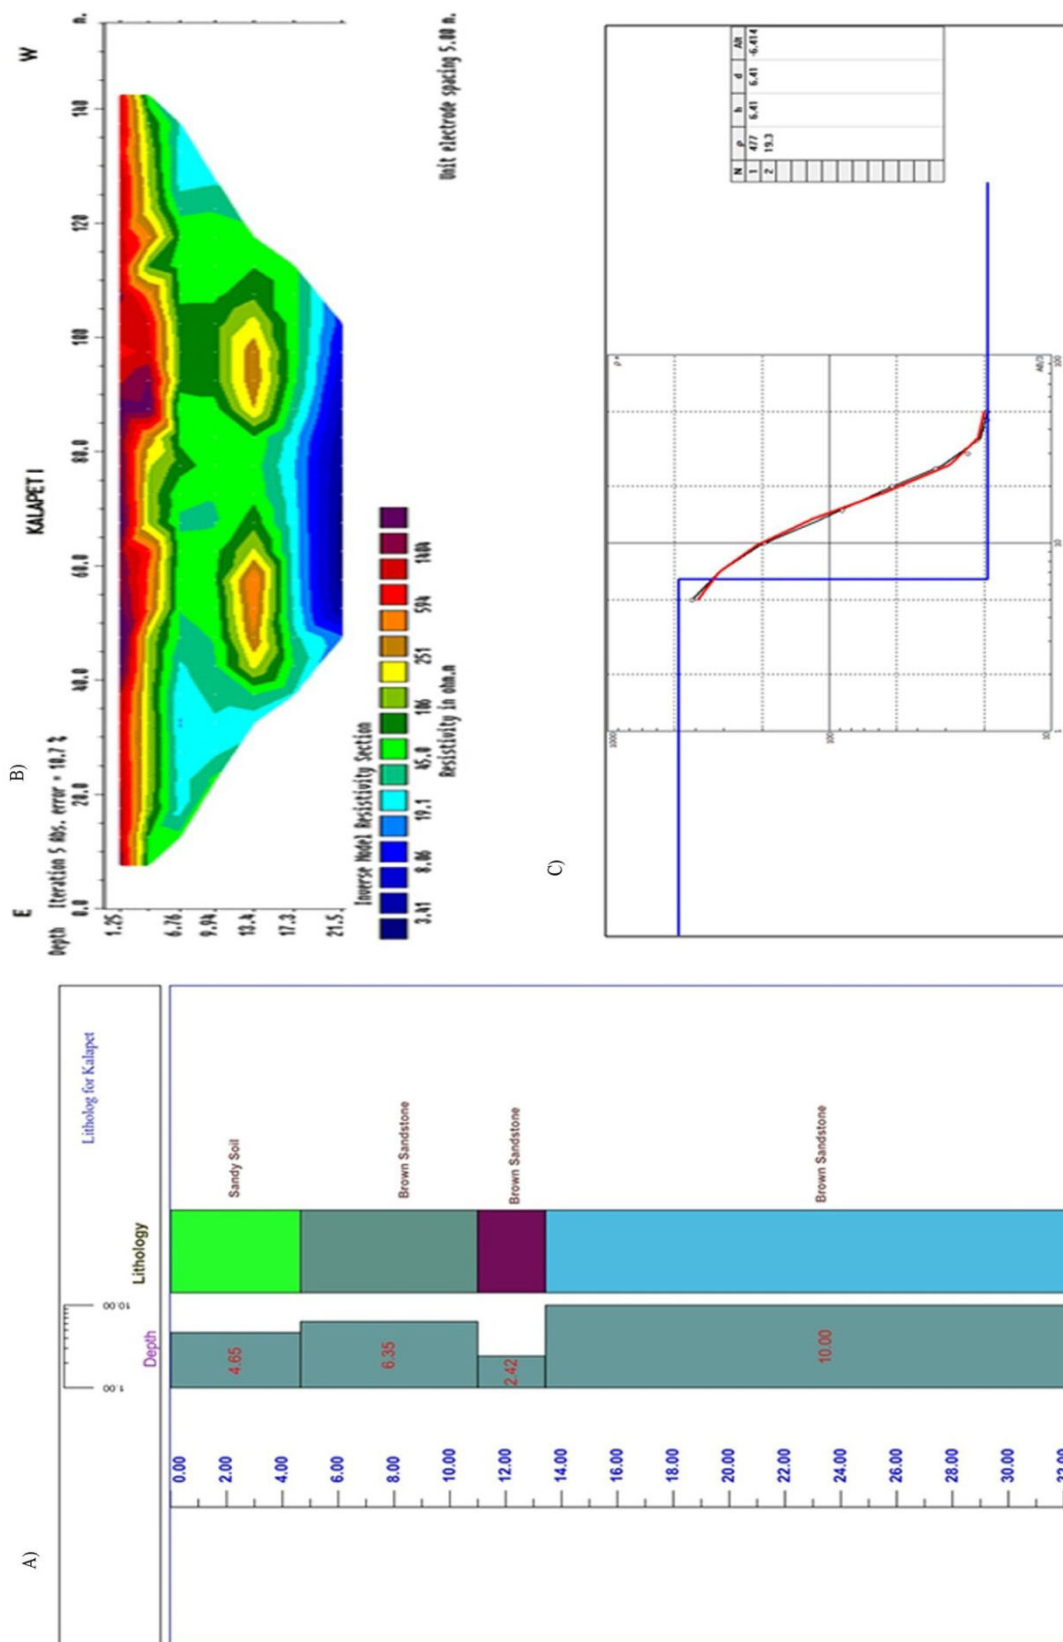 A)
Litholog for Kalapet
Depth
Lithology
1.00
10.00
0.00
2.00
4.00
6.00
8.00
10.00
12.00
14.00
16.00
18.00
20.00
22.00
24.00
26.00
28.00
30.00
4.65
6.35
2.42
10.00
Sandy Soil
Brown Sandstone
Brown Sandstone
Brown Sandstone
B)
E
KALAPET I
W
Depth Iteration 5 Abs. error = 10.7 %
0.0 20.0 40.0 60.0 80.0 100 120 140 m.
1.25
6.76
9.94
13.4
17.3
21.5
Inverse Model Resistivity Section
3.41 8.06 19.1 45.0 106 251 594 1404
Resistivity in ohm.m
Unit electrode spacing 5.00 m.
C)
1000
100
10
1
10
100
AB/2
N ρ h d Alt
1 477 6.41 6.41 -6.414
2 19.3